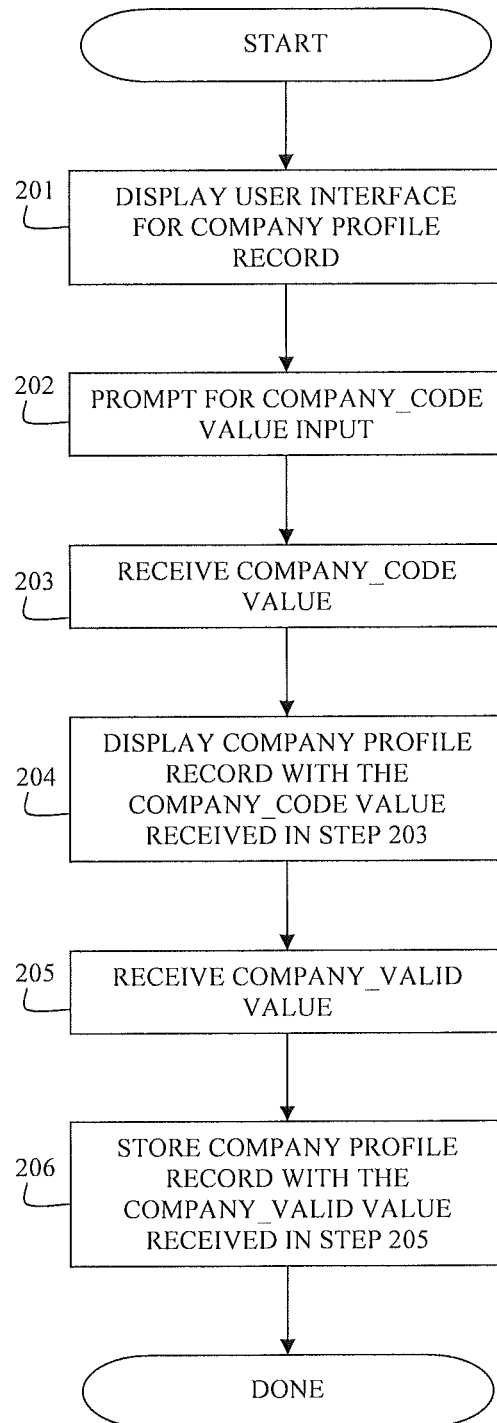 START
201
DISPLAY USER INTERFACE
FOR COMPANY PROFILE
RECORD
202
PROMPT FOR COMPANY_CODE
VALUE INPUT
203
RECEIVE COMPANY_CODE
VALUE
204
DISPLAY COMPANY PROFILE
RECORD WITH THE
COMPANY_CODE VALUE
RECEIVED IN STEP 203
205
RECEIVE COMPANY_VALID
VALUE
206
STORE COMPANY PROFILE
RECORD WITH THE
COMPANY_VALID VALUE
RECEIVED IN STEP 205
DONE